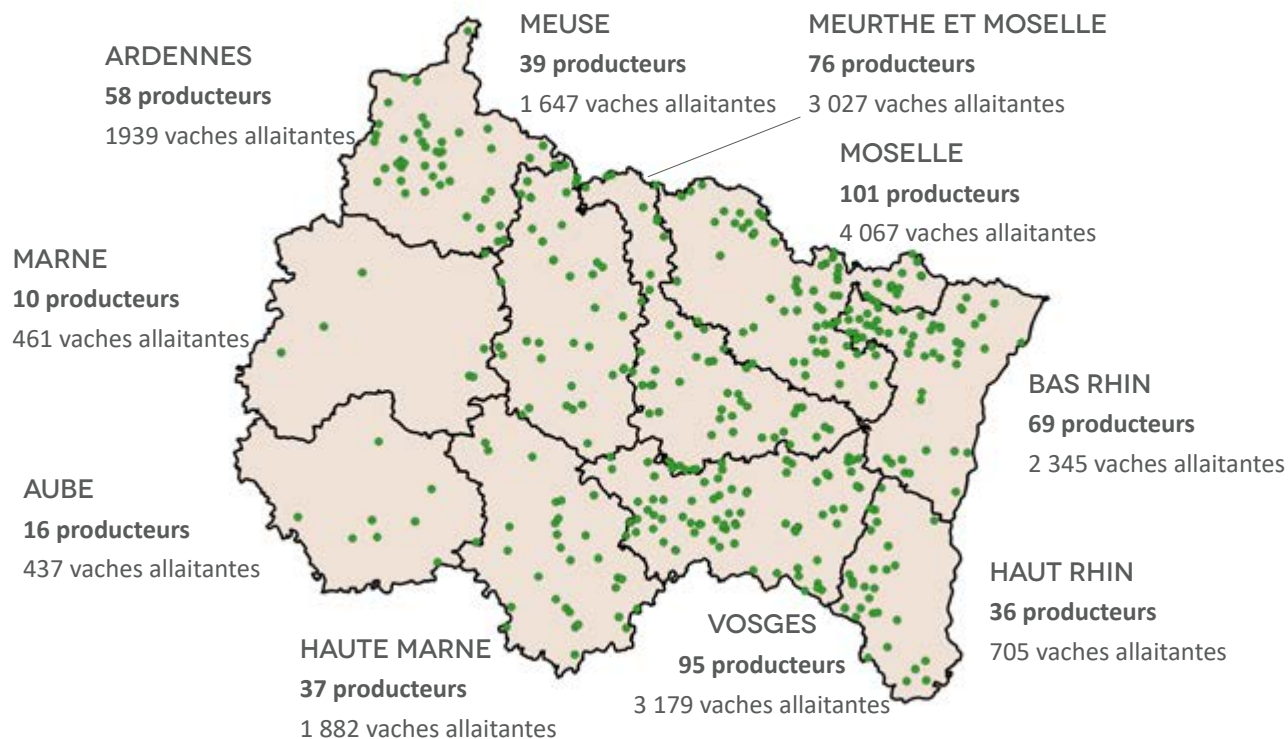 ARDENNES
58 producteurs
1939 vaches allaitantes
MEUSE
39 producteurs
1 647 vaches allaitantes
MEURTHE ET MOSELLE
76 producteurs
3 027 vaches allaitantes
MOSELLE
101 producteurs
4 067 vaches allaitantes
MARNE
10 producteurs
461 vaches allaitantes
BAS RHIN
69 producteurs
2 345 vaches allaitantes
AUBE
16 producteurs
437 vaches allaitantes
HAUT RHIN
36 producteurs
705 vaches allaitantes
HAUTE MARNE
37 producteurs
1 882 vaches allaitantes
VOSGES
95 producteurs
3 179 vaches allaitantes